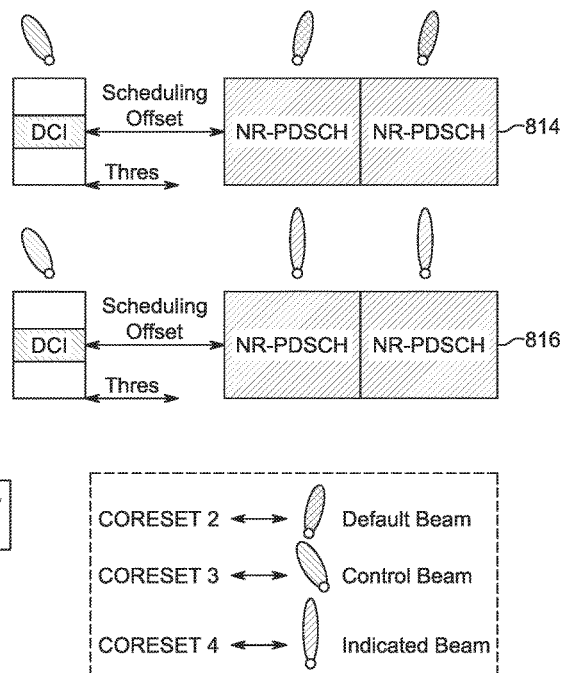 Scheduling
Offset
DCI
NR-PDSCH
NR-PDSCH
814
Thres
Scheduling
Offset
DCI
NR-PDSCH
NR-PDSCH
816
Thres
CORESET 2
Default Beam
CORESET 3
Control Beam
CORESET 4
Indicated Beam